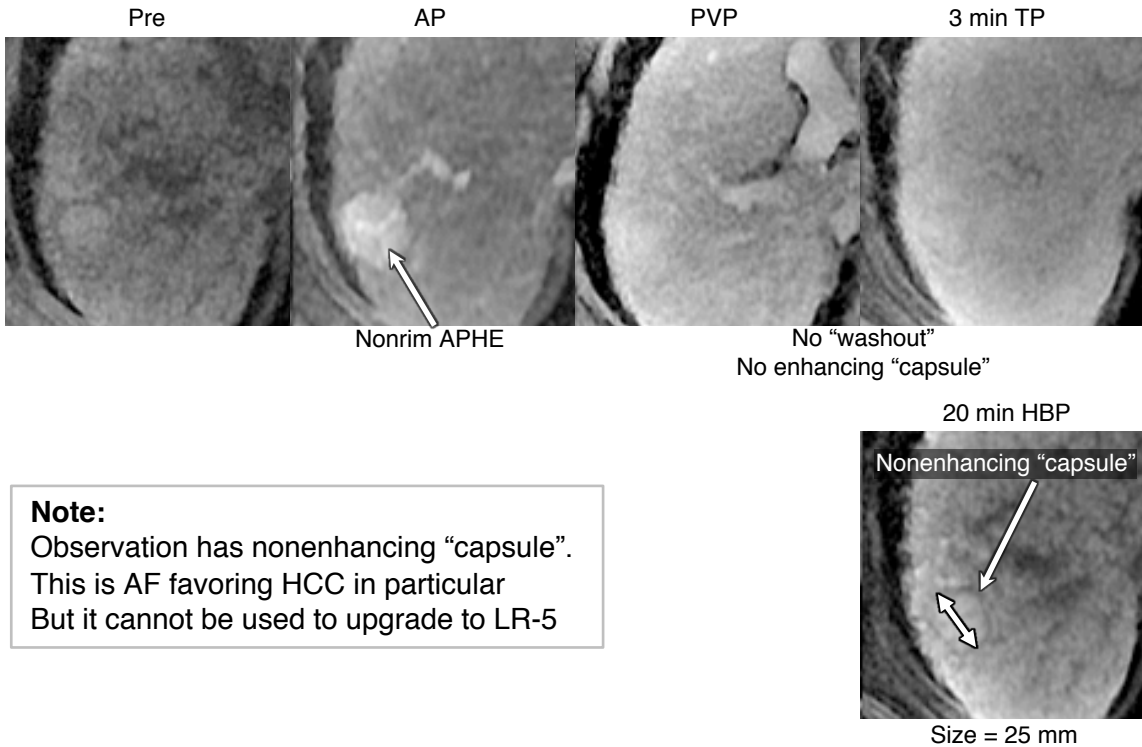 Pre
AP
PVP
3 min TP
Nonrim APHE
No “washout”
No enhancing “capsule”
20 min HBP
Nonenhancing “capsule”
Note:
Observation has nonenhancing “capsule”.
This is AF favoring HCC in particular
But it cannot be used to upgrade to LR-5
Size = 25 mm